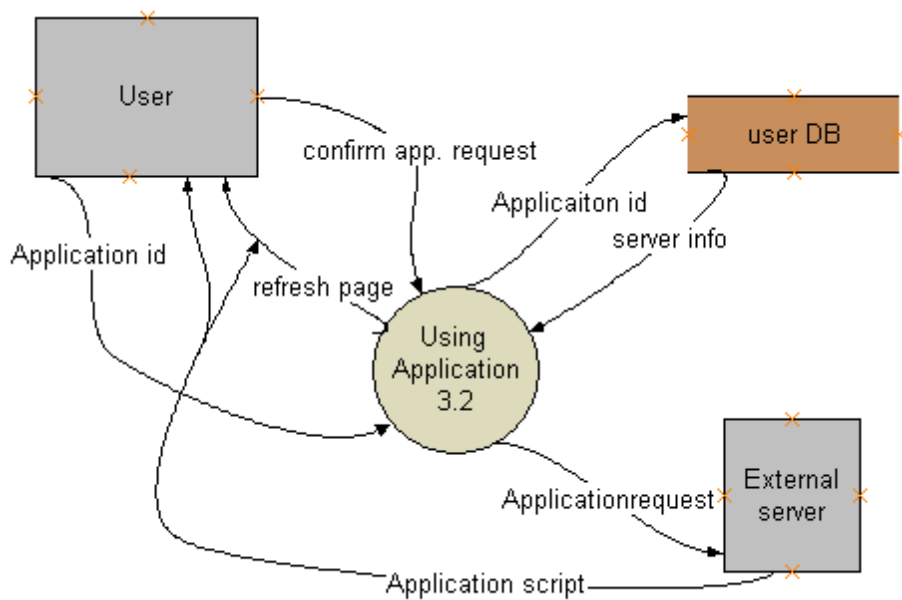 User
user DB
confirm app. request
Applicaiton id
server info
Application id
refresh page
Using
Application
3.2
External
server
Applicationrequest
Application script